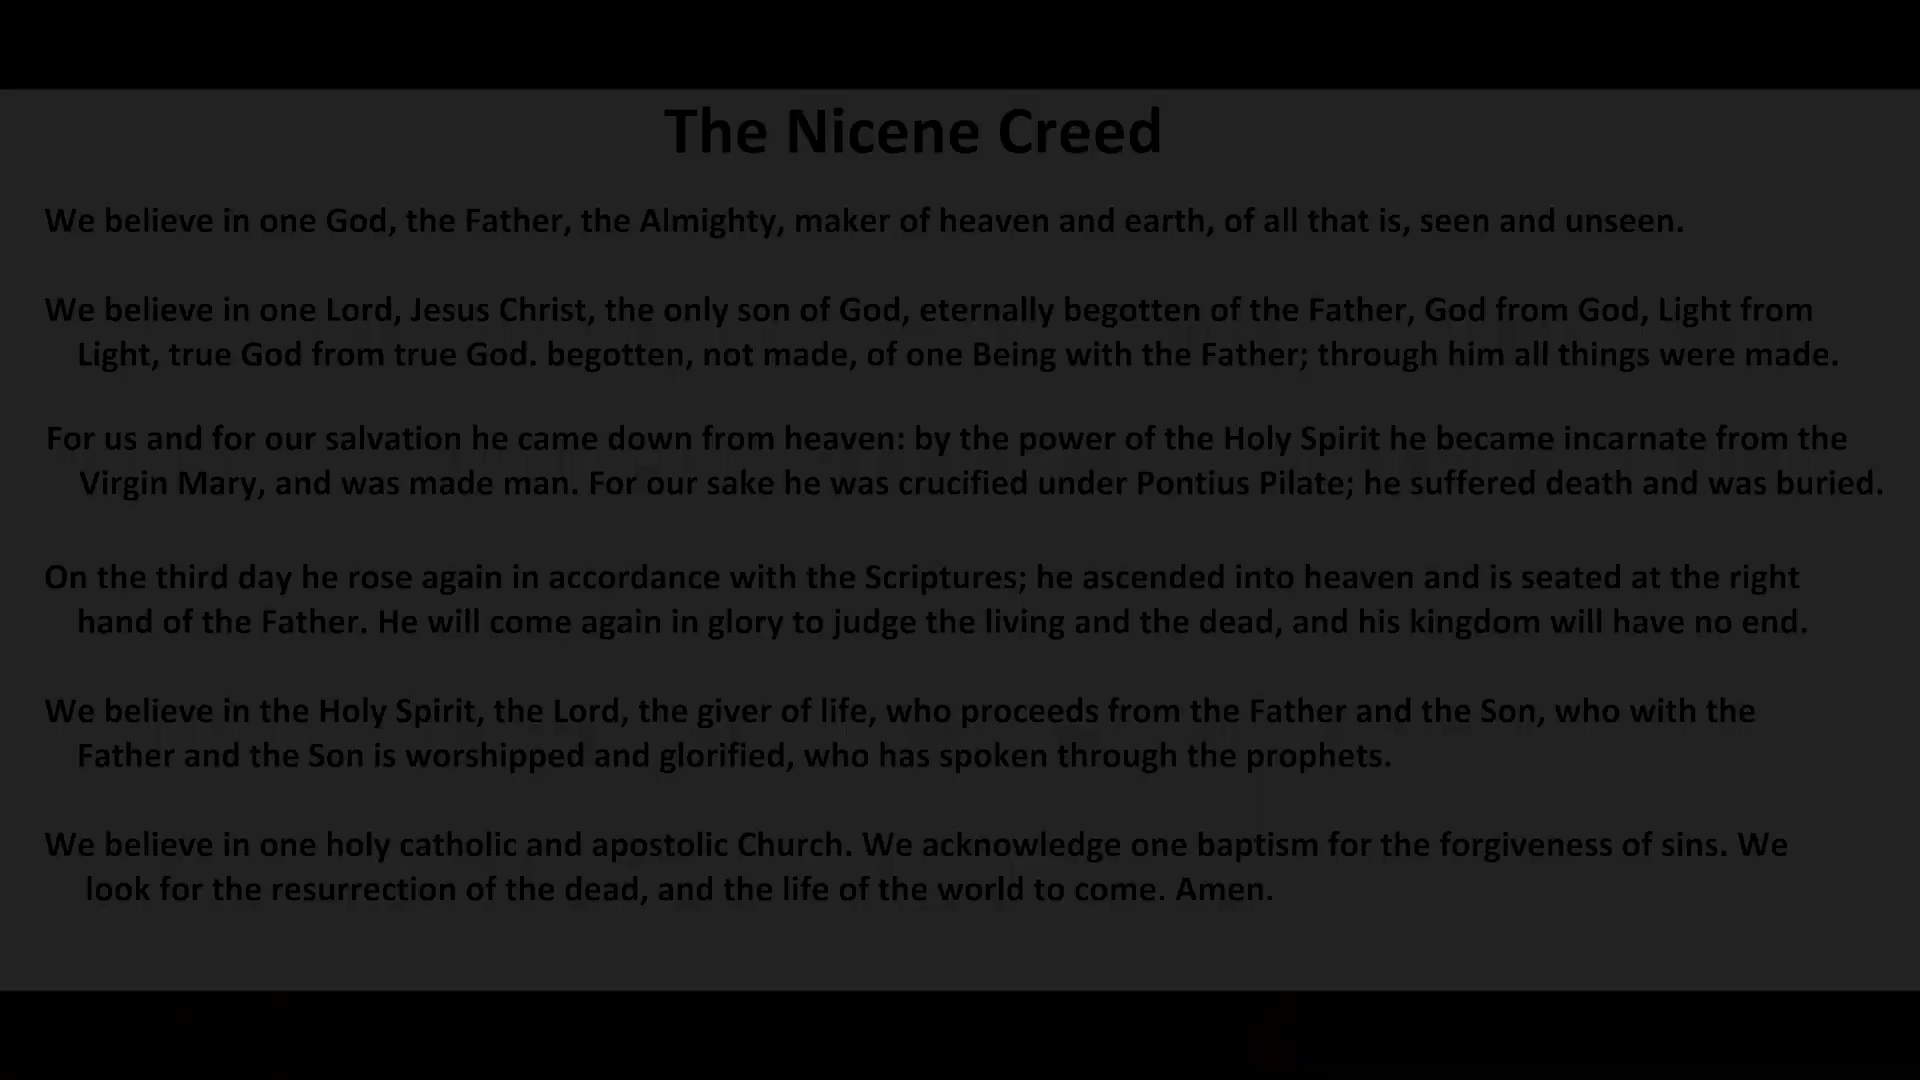 The Nicene Creed
We believe in one God, the Father, the Almighty, maker of heaven and earth, of all that is, seen and unseen.
We believe in one Lord, Jesus Christ, the only son of God, eternally begotten of the Father, God from God, Light from
Light, true God from true God. begotten, not made, of one Being with the Father; through him all things were made.
For us and for our salvation he came down from heaven: by the power of the Holy Spirit he became incarnate from the
Virgin Mary, and was made man. For our sake he was crucified under Pontius Pilate; he suffered death and was buried.
On the third day he rose again in accordance with the Scriptures; he ascended into heaven and is seated at the right
hand of the Father. He will come again in glory to judge the living and the dead, and his kingdom will have no end.
We believe in the Holy Spirit, the Lord, the giver of life, who proceeds from the Father and the Son, who with the
Father and the Son is worshipped and glorified, who has spoken through the prophets.
We believe in one holy catholic and apostolic Church. We acknowledge one baptism for the forgiveness of sins. We
look for the resurrection of the dead, and the life of the world to come. Amen.